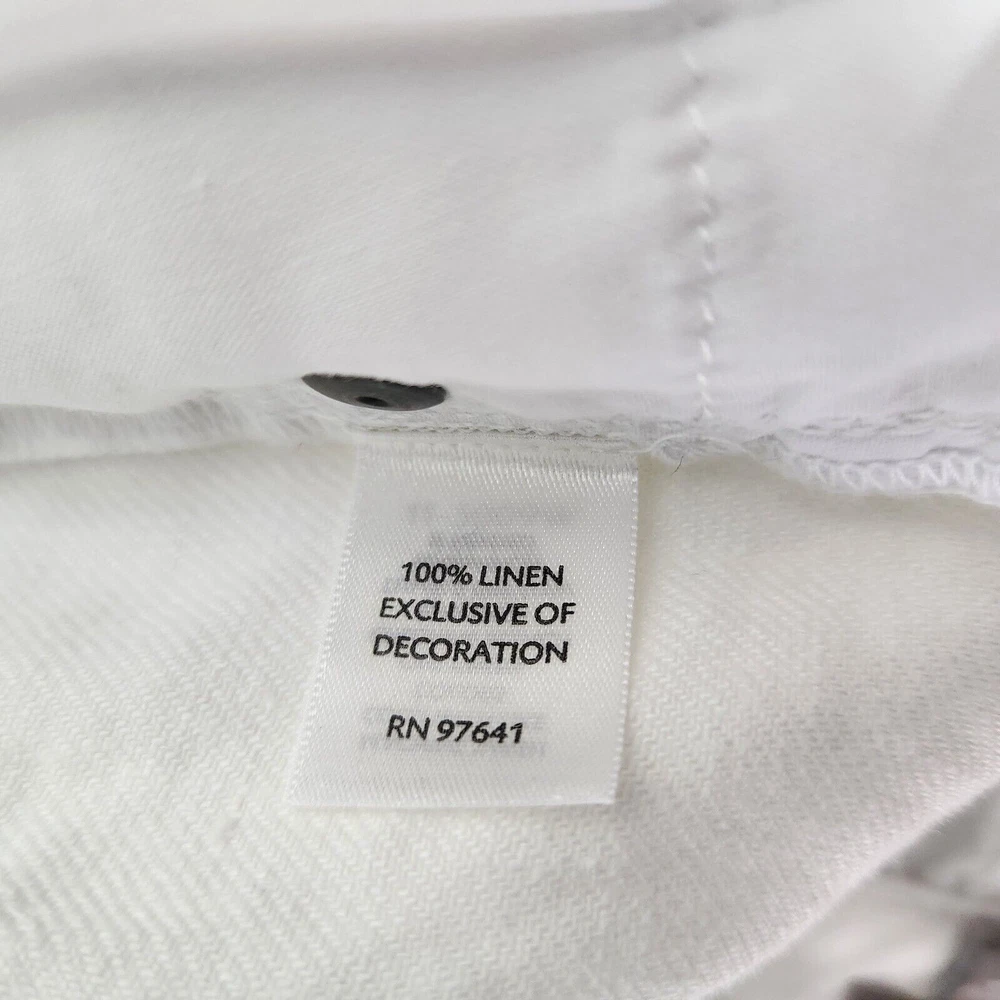 100% LINEN
EXCLUSIVE OF
DECORATION
RN 97641